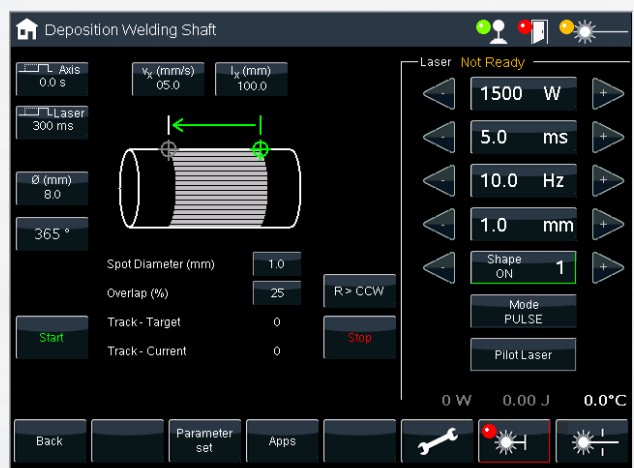 Deposition Welding Shaft
Laser Not Ready
Axis
0.0 s
vX (mm/s)
05.0
lX (mm)
100.0
1500 W
Laser
300 ms
5.0 ms
Ø (mm)
8.0
10.0 Hz
365 °
1.0 mm
Spot Diameter (mm) 1.0
Shape
ON 1
Overlap (%) 25
R> CCW
Mode
PULSE
Track - Target 0
Start
Stop
Track - Current 0
Pilot Laser
0 W 0.00 J 0.0°C
Back
Parameter
set
Apps